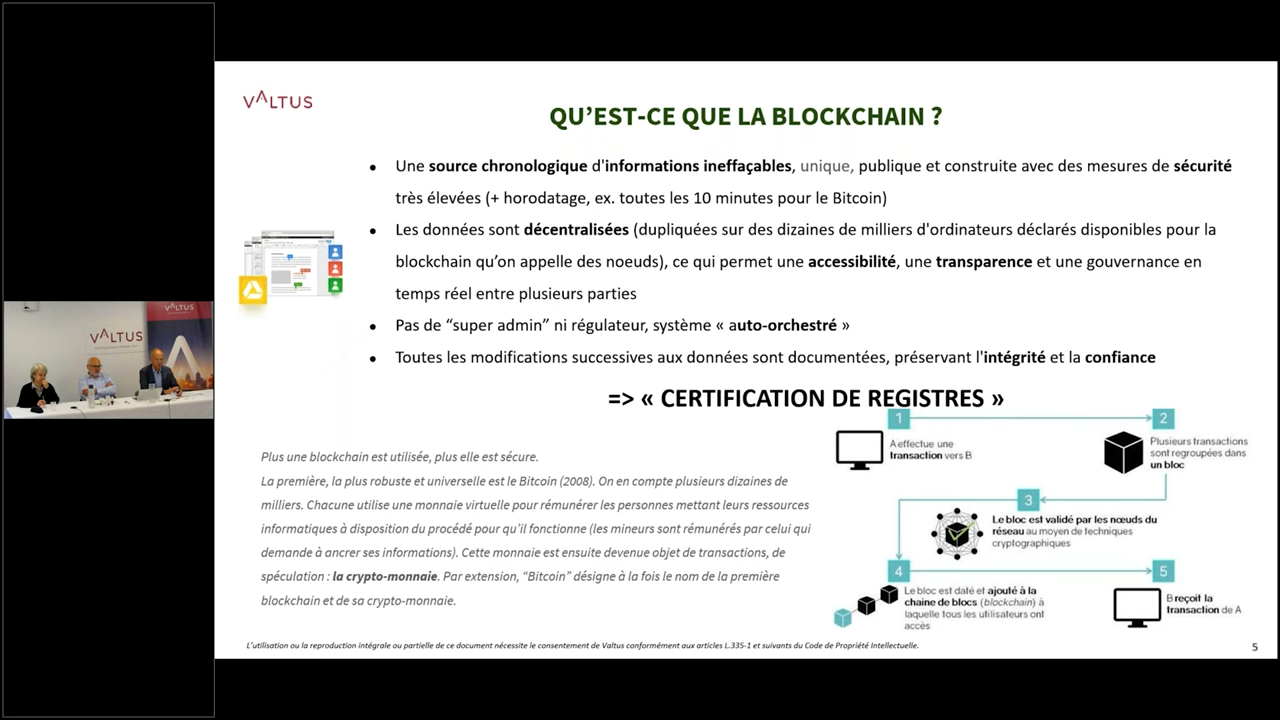 VALTUS
QU’EST-CE QUE LA BLOCKCHAIN ?
• Une source chronologique d'informations ineffaçables, unique, publique et construite avec des mesures de sécurité
très élevées (+ horodatage, ex. toutes les 10 minutes pour le Bitcoin)
• Les données sont décentralisées (dupliquées sur des dizaines de milliers d'ordinateurs déclarés disponibles pour la
blockchain qu’on appelle des noeuds), ce qui permet une accessibilité, une transparence et une gouvernance en
temps réel entre plusieurs parties
• Pas de “super admin” ni régulateur, système « auto-orchestré »
• Toutes les modifications successives aux données sont documentées, préservant l'intégrité et la confiance
=> « CERTIFICATION DE REGISTRES »
Plus une blockchain est utilisée, plus elle est sécure.
La première, la plus robuste et universelle est le Bitcoin (2008). On en compte plusieurs dizaines de
milliers. Chacune utilise une monnaie virtuelle pour rémunérer les personnes mettant leurs ressources
informatiques à disposition du procédé pour qu’il fonctionne (les mineurs sont rémunérés par celui qui
demande à ancrer ses informations). Cette monnaie est ensuite devenue objet de transactions, de
spéculation : la crypto-monnaie. Par extension, “Bitcoin” désigne à la fois le nom de la première
blockchain et de sa crypto-monnaie.
1
A effectue une
transaction vers B
2
Plusieurs transactions
sont regroupées dans
un bloc
3
Le bloc est validé par les nœuds du
réseau au moyen de techniques
cryptographiques
4
Le bloc est daté et ajouté à la
chaine de blocs (blockchain) à
laquelle tous les utilisateurs ont
accès
5
B reçoit la
transaction de A
L’utilisation ou la reproduction intégrale ou partielle de ce document nécessite le consentement de Valtus conformément aux articles L.335-1 et suivants du Code de Propriété Intellectuelle.
5
VALTUS
VALTUS